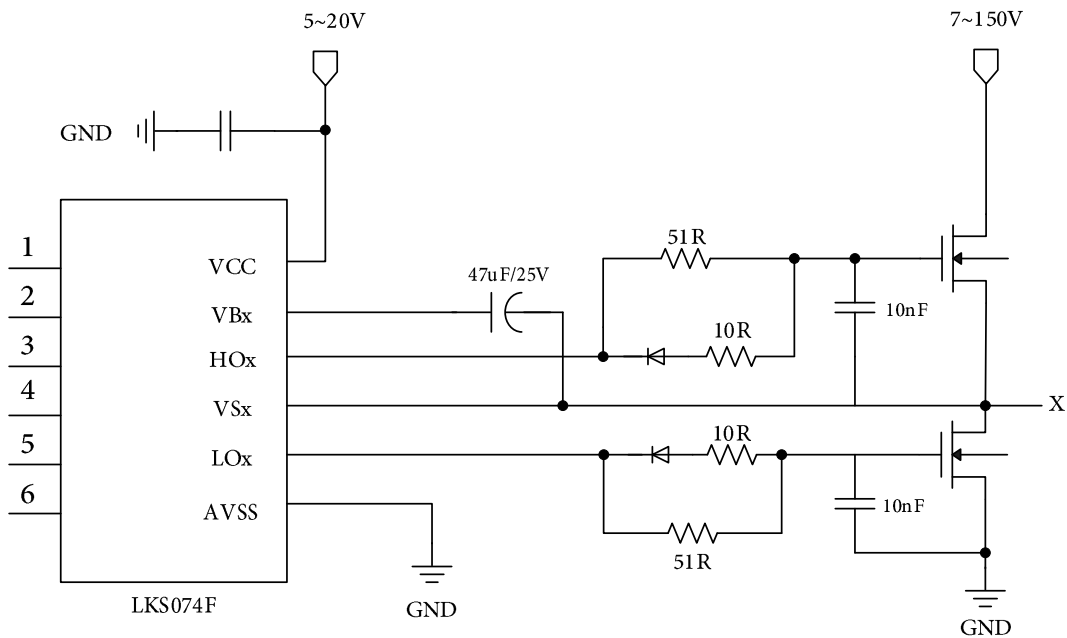 5~20V
7~150V
GND
1
2
3
4
5
6
VCC
VBx
HOx
VSx
LOx
AVSS
LKS074F
47uF/25V
51R
10R
10nF
X
10R
51R
10nF
GND
GND